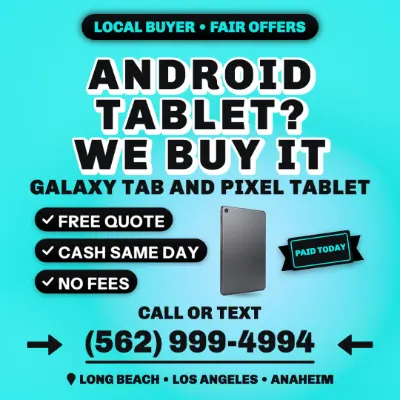 LOCAL BUYER • FAIR OFFERS
ANDROID
TABLET?
WE BUY IT
GALAXY TAB AND PIXEL TABLET
FREE QUOTE
CASH SAME DAY
NO FEES
PAID TODAY
CALL OR TEXT
(562) 999-4994
LONG BEACH • LOS ANGELES • ANAHEIM